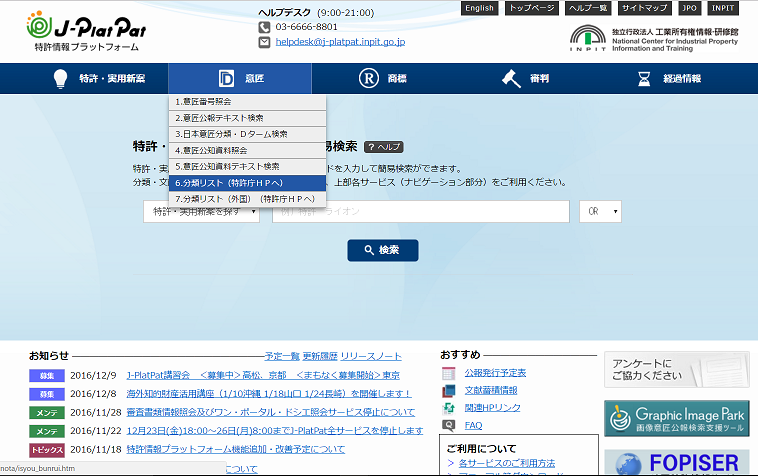 J-PlatPat
特許情報プラットフォーム
ヘルプデスク (9:00-21:00)
03-6666-8801
helpdesk@j-platpat.inpit.go.jp
English トップページ ヘルプ一覧 サイトマップ JPO INPIT
INPIT
独立行政法人 工業所有権情報・研修館
National Center for Industrial Property
Information and Training
特許・実用新案 意匠 商標 審判 経過情報
1.意匠番号照会
2.意匠公報テキスト検索
3.日本意匠分類・Dターム検索
4.意匠公知資料照会
5.意匠公知資料テキスト検索
6.分類リスト（特許庁ＨＰへ）
7.分類リスト（外国）（特許庁ＨＰへ）
特許・ 易検索 ? ヘルプ
特許・実 ドを入力して簡易検索ができます。
分類・文 、上部各サービス（ナビゲーション部分）をご利用ください。
特許・実用新案を探す 例）特許・ライオン OR
検索
お知らせ 予定一覧 更新履歴 リリースノート
募集 2016/12/9 J-PlatPat講習会 ＜募集中＞高松、京都 ＜まもなく募集開始＞東京
募集 2016/12/8 海外知的財産活用講座（1/10沖縄 1/18山口 1/24長崎）を開催します！
メンテ 2016/11/28 審査書類情報照会及びワン・ポータル・ドシエ照会サービス停止について
メンテ 2016/11/22 12月23日(金)18:00～26日(月)8:00までJ-PlatPat全サービスを停止します
トピックス 2016/11/18 特許情報プラットフォーム機能追加・改善予定について
について
nota/isyou_bunrui.htm
おすすめ
公報発行予定表
文献蓄積情報
関連HPリンク
FAQ
ご利用について
> 各サービスのご利用方法
アンケートに
ご協力ください
Graphic Image Park
画像意匠公報検索支援ツール
FOPISER